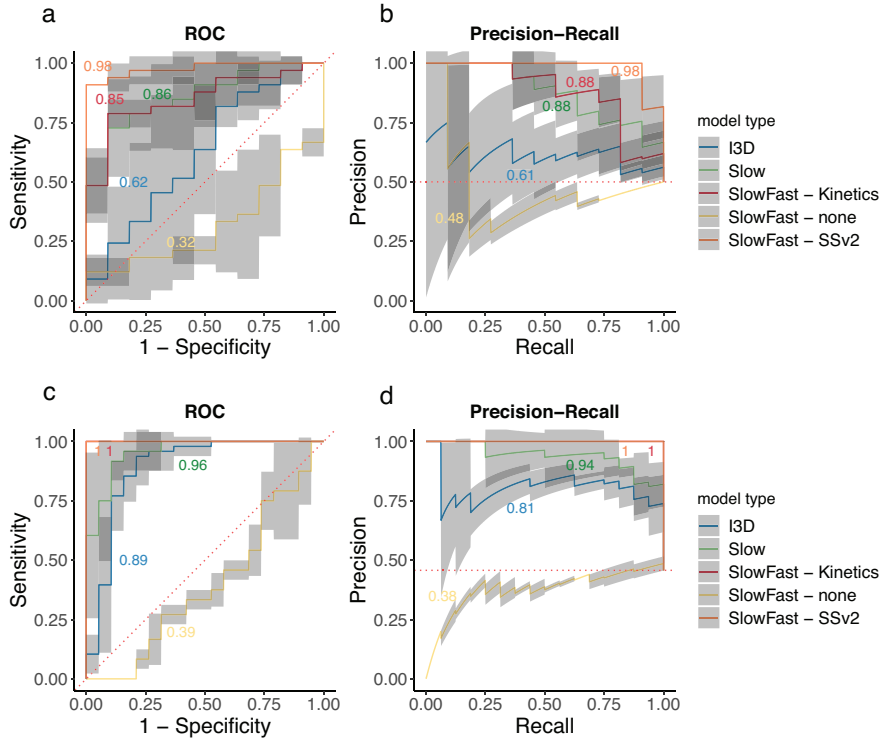 a
ROC
1.00
0.75
0.50
0.25
0.00
Sensitivity
0.98
0.85
0.86
0.62
0.32
0.00
0.25
0.50
0.75
1.00
1 − Specificity
b
Precision−Recall
1.00
0.75
0.50
0.25
0.00
Precision
0.98
0.88
0.88
0.61
0.48
0.00
0.25
0.50
0.75
1.00
Recall
model type
I3D
Slow
SlowFast − Kinetics
SlowFast − none
SlowFast − SSv2
c
ROC
1.00
0.75
0.50
0.25
0.00
Sensitivity
1
1
0.96
0.89
0.39
0.00
0.25
0.50
0.75
1.00
1 − Specificity
d
Precision−Recall
1.00
0.75
0.50
0.25
0.00
Precision
1
1
0.94
0.81
0.38
0.00
0.25
0.50
0.75
1.00
Recall
model type
I3D
Slow
SlowFast − Kinetics
SlowFast − none
SlowFast − SSv2